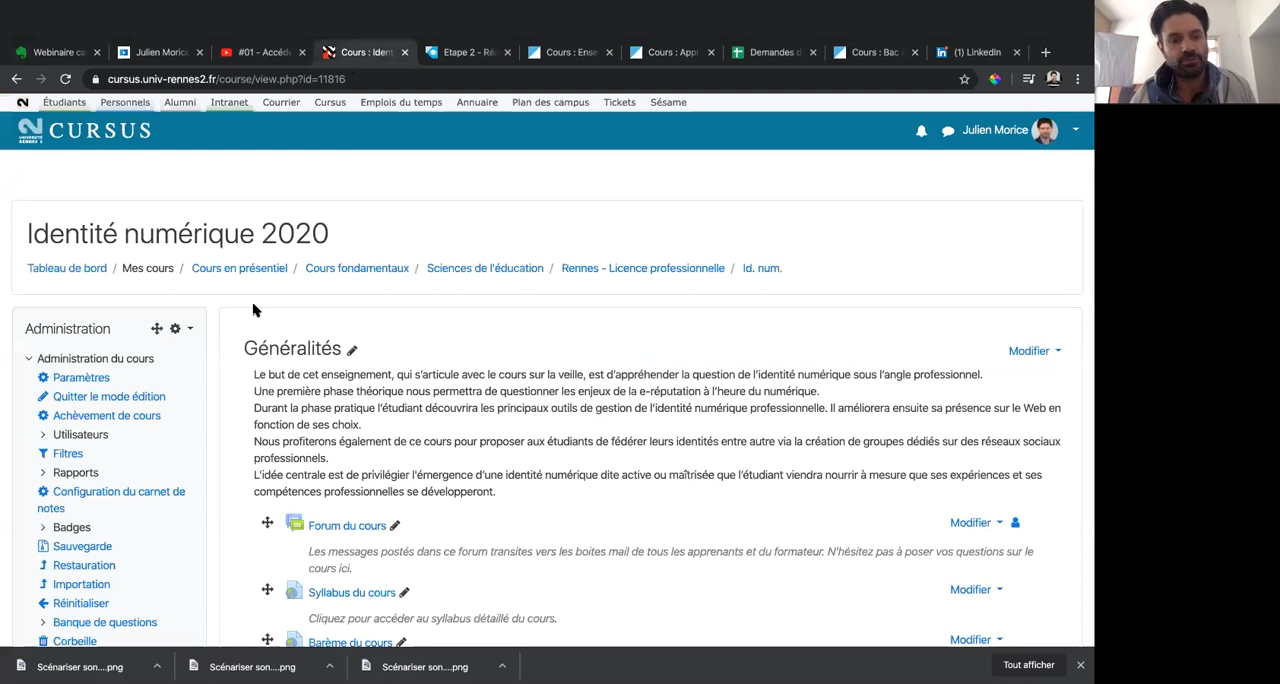 Webinaire ca
Julien Moric
#01 - Accéde
Cours : Ident
Etape 2 - Ré
Cours : Ense
Cours : Appr
Demandes d
Cours : Bac
(1) LinkedIn
cursus.univ-rennes2.fr/course/view.php?id=11816
Étudiants Personnels Alumni Intranet Courrier Cursus Emplois du temps Annuaire Plan des campus Tickets Sésame
UNIVERSITÉ RENNES 2
CURSUS
Julien Morice
Identité numérique 2020
Tableau de bord / Mes cours / Cours en présentiel / Cours fondamentaux / Sciences de l'éducation / Rennes - Licence professionnelle / Id. num.
Administration
Administration du cours
Paramètres
Quitter le mode édition
Achèvement de cours
Utilisateurs
Filtres
Rapports
Configuration du carnet de
notes
Badges
Sauvegarde
Restauration
Importation
Réinitialiser
Banque de questions
Corbeille
Généralités
Modifier
Le but de cet enseignement, qui s'articule avec le cours sur la veille, est d'appréhender la question de l'identité numérique sous l'angle professionnel.
Une première phase théorique nous permettra de questionner les enjeux de la e-réputation à l'heure du numérique.
Durant la phase pratique l'étudiant découvrira les principaux outils de gestion de l'identité numérique professionnelle. Il améliorera ensuite sa présence sur le Web en
fonction de ses choix.
Nous profiterons également de ce cours pour proposer aux étudiants de fédérer leurs identités entre autre via la création de groupes dédiés sur des réseaux sociaux
professionnels.
L'idée centrale est de privilégier l'émergence d'une identité numérique dite active ou maîtrisée que l'étudiant viendra nourrir à mesure que ses expériences et ses
compétences professionnelles se développeront.
Forum du cours
Modifier
Les messages postés dans ce forum transites vers les boites mail de tous les apprenants et du formateur. N'hésitez pas à poser vos questions sur le
cours ici.
Syllabus du cours
Modifier
Cliquez pour accéder au syllabus détaillé du cours.
Barème du cours
Modifier
Scénariser son....png
Scénariser son....png
Scénariser son....png
Tout afficher